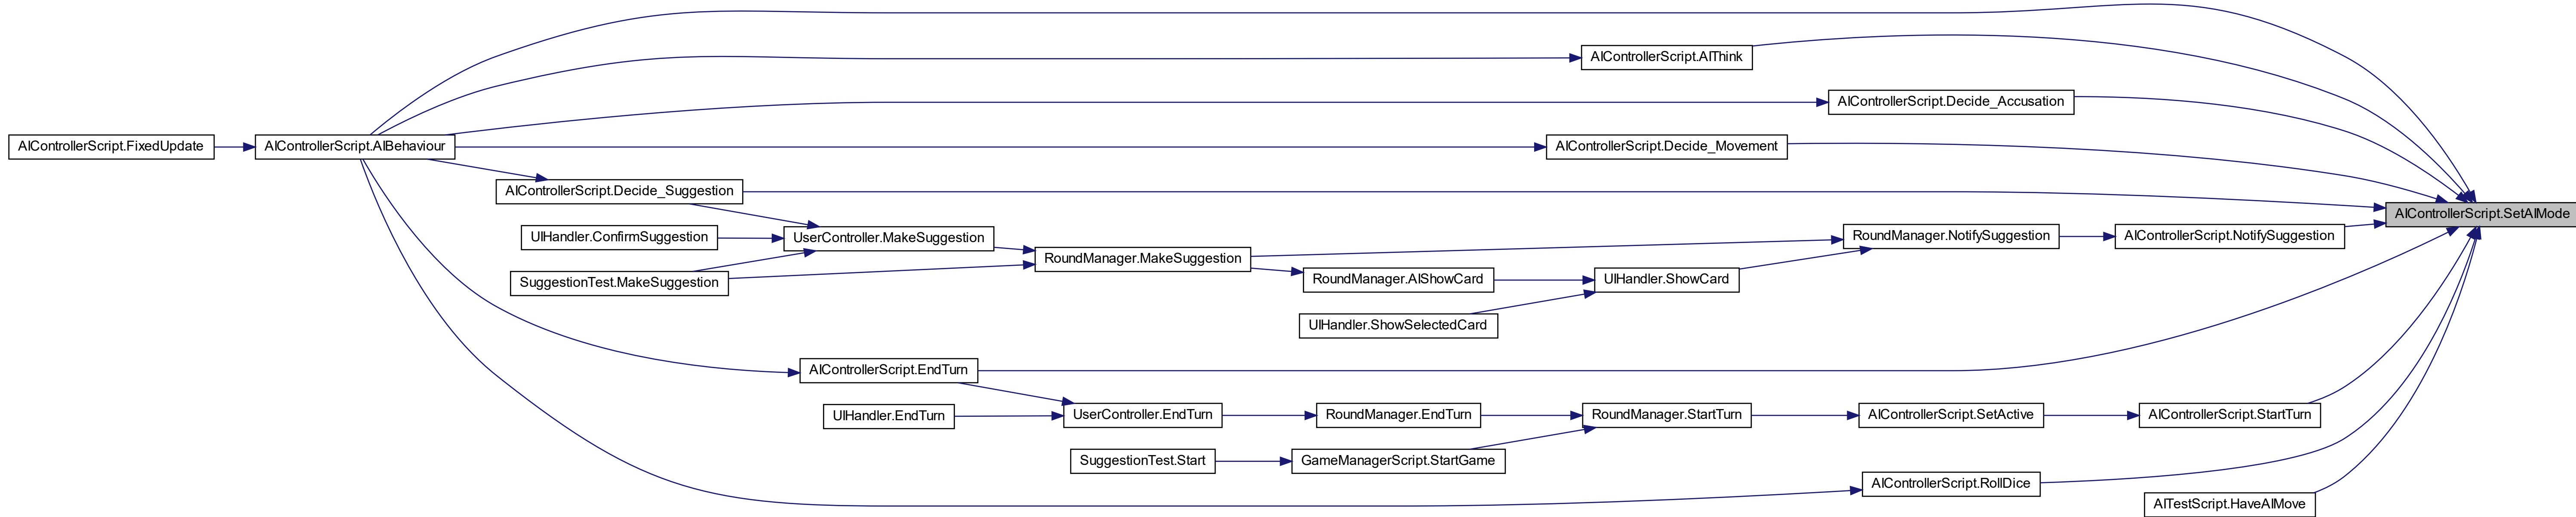 AIControllerScript.AIThink
AIControllerScript.Decide_Accusation
AIControllerScript.FixedUpdate
AIControllerScript.AIBehaviour
AIControllerScript.Decide_Movement
AIControllerScript.Decide_Suggestion
AIControllerScript.SetAIMode
UIHandler.ConfirmSuggestion
UserController.MakeSuggestion
RoundManager.NotifySuggestion
AIControllerScript.NotifySuggestion
RoundManager.MakeSuggestion
SuggestionTest.MakeSuggestion
RoundManager.AIShowCard
UIHandler.ShowCard
UIHandler.ShowSelectedCard
AIControllerScript.EndTurn
UIHandler.EndTurn
UserController.EndTurn
RoundManager.EndTurn
RoundManager.StartTurn
AIControllerScript.SetActive
AIControllerScript.StartTurn
SuggestionTest.Start
GameManagerScript.StartGame
AIControllerScript.RollDice
AITestScript.HaveAIMove